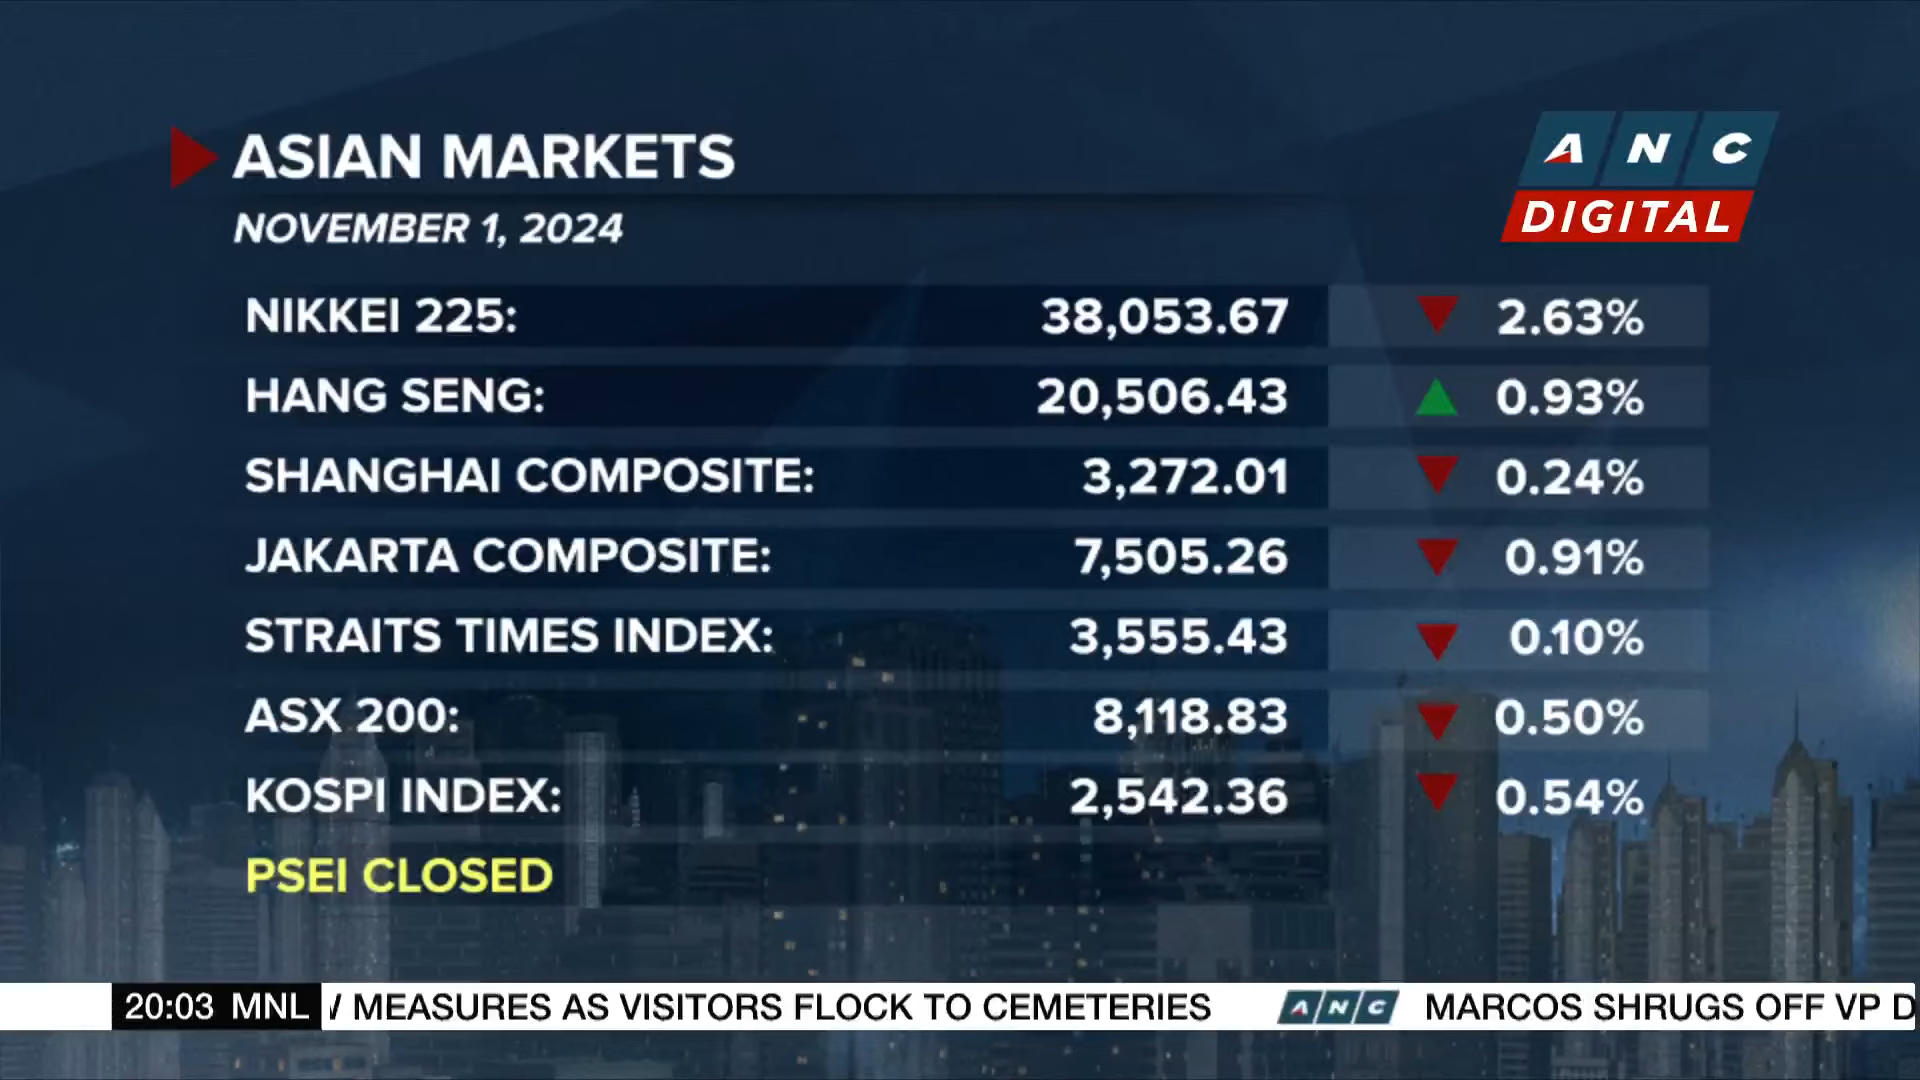 ASIAN MARKETS
NOVEMBER 1, 2024
ANC
DIGITAL
NIKKEI 225: 38,053.67 2.63%
HANG SENG: 20,506.43 0.93%
SHANGHAI COMPOSITE: 3,272.01 0.24%
JAKARTA COMPOSITE: 7,505.26 0.91%
STRAITS TIMES INDEX: 3,555.43 0.10%
ASX 200: 8,118.83 0.50%
KOSPI INDEX: 2,542.36 0.54%
PSEI CLOSED
20:03 MNL MEASURES AS VISITORS FLOCK TO CEMETERIES ANC MARCOS SHRUGS OFF VP